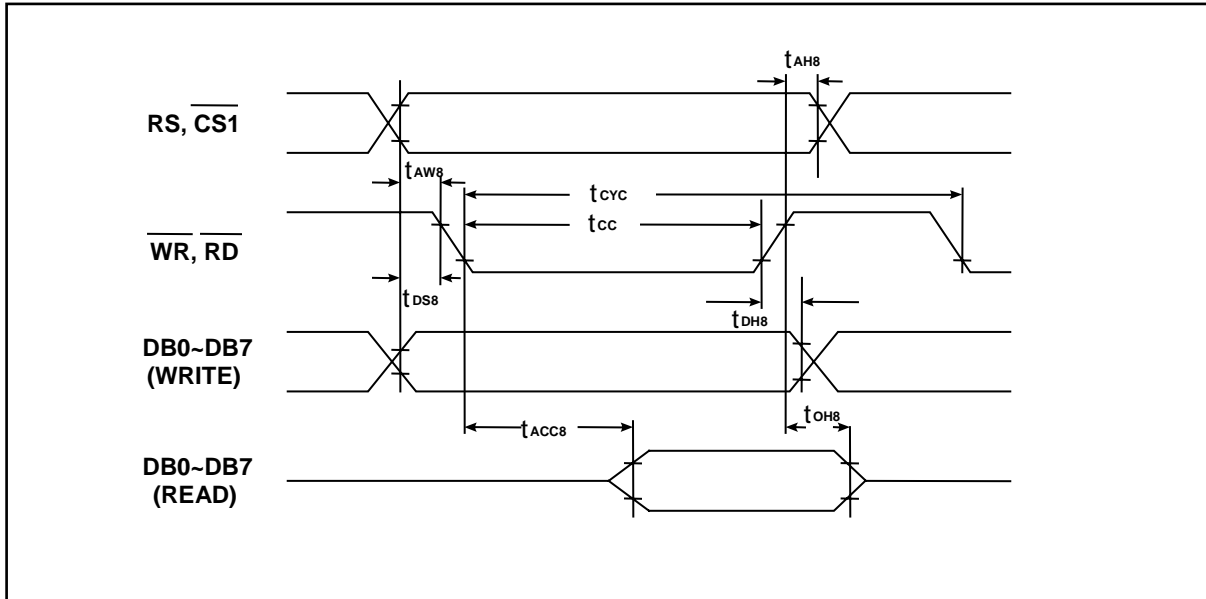 tAH8
RS, CS1
tAW8
tCYC
tCC
WR, RD
tDS8
tDH8
DB0~DB7
(WRITE)
tOH8
tACC8
DB0~DB7
(READ)